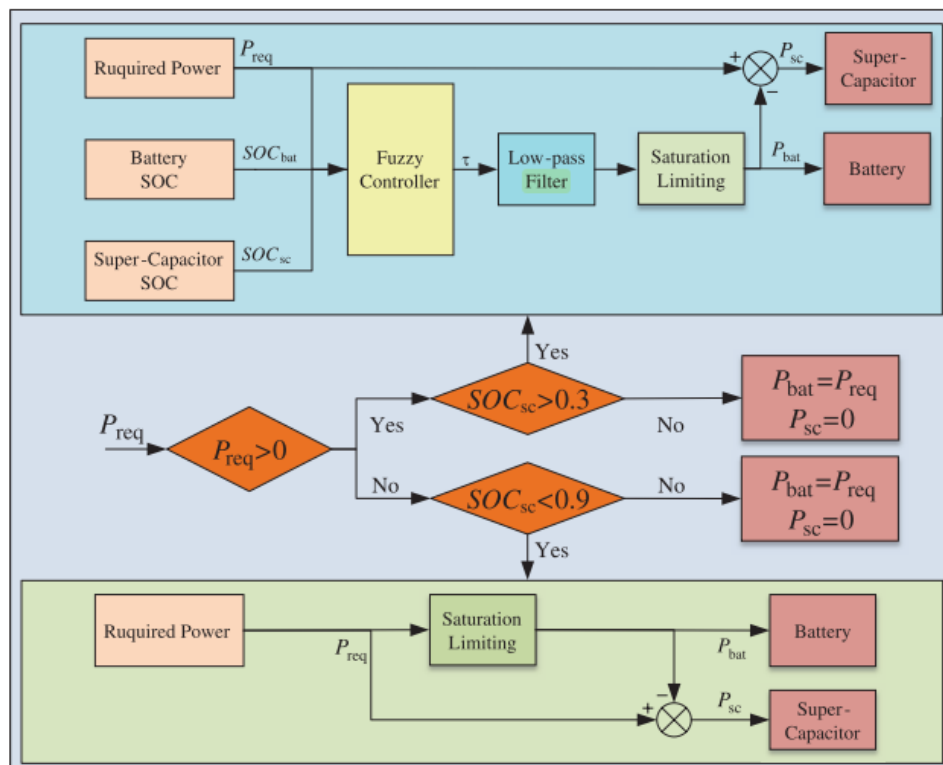 Ruquired Power
P_req
+
−
P_sc
Super-
Capacitor
Battery
SOC
SOC_bat
Fuzzy
Controller
τ
Low-pass
Filter
Saturation
Limiting
P_bat
Battery
Super-Capacitor
SOC
SOC_sc
Yes
P_req
P_req>0
Yes
SOC_sc>0.3
No
P_bat=P_req
P_sc=0
No
SOC_sc<0.9
No
P_bat=P_req
P_sc=0
Yes
Ruquired Power
P_req
Saturation
Limiting
P_bat
Battery
−
+
P_sc
Super-
Capacitor